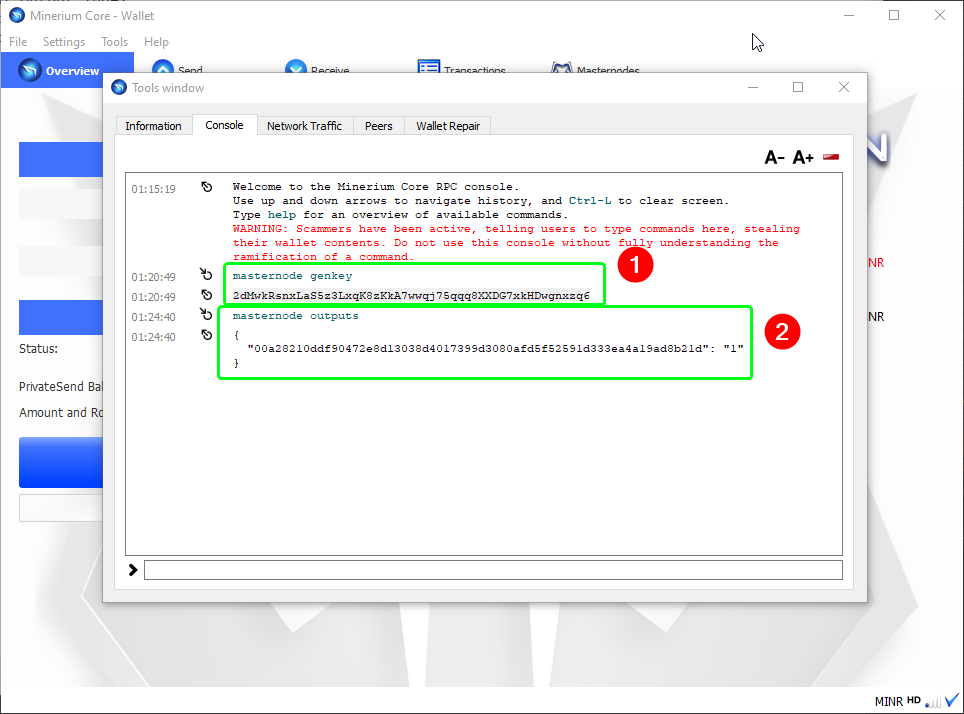 Minerium Core - Wallet
File Settings Tools Help
Overview Send Receive Transactions Masternodes
Tools window
Information Console Network Traffic Peers Wallet Repair
A- A+
01:15:19 Welcome to the Minerium Core RPC console.
Use up and down arrows to navigate history, and Ctrl-L to clear screen.
Type help for an overview of available commands.
WARNING: Scammers have been active, telling users to type commands here, stealing
their wallet contents. Do not use this console without fully understanding the
ramification of a command.
01:20:49 masternode genkey
1
01:20:49 2dMwkRsnxLaS5z3LxqK8zKkA7wwqj75qqq8XXDG7xkHDwgnxzq6
01:24:40 masternode outputs
2
01:24:40 {
"00a28210ddf90472e8d13038d4017399d3080afd5f52591d333ea4a19ad8b21d": "1"
}
N
NR
NR
Status:
PrivateSend Bal
Amount and Ro
MINR HD